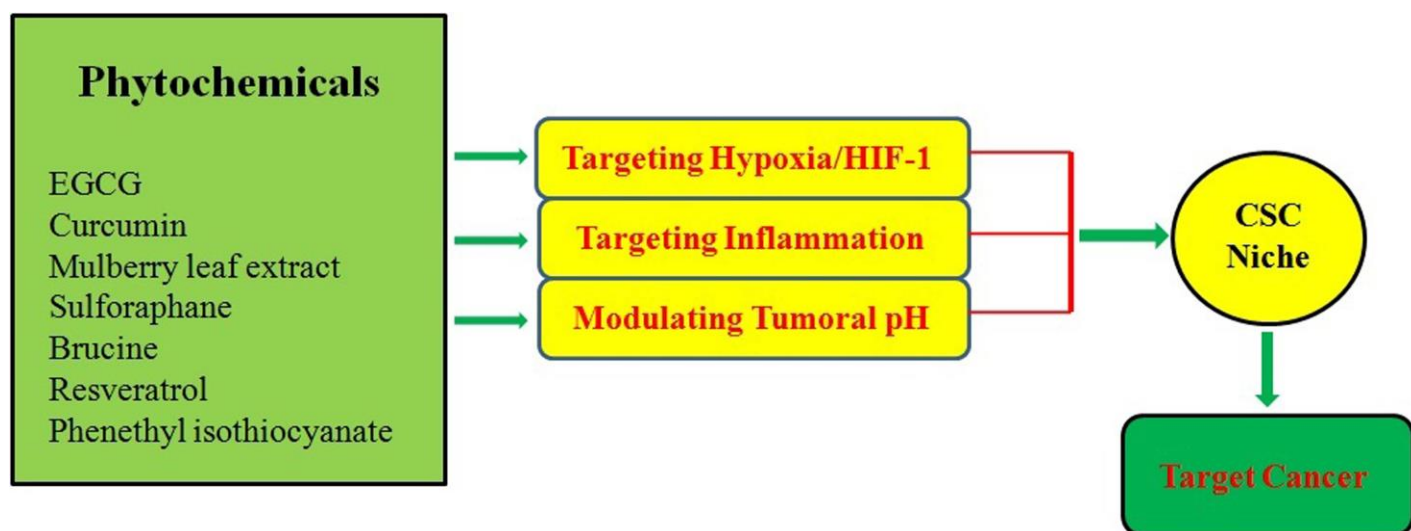 Phytochemicals
EGCG
Curcumin
Mulberry leaf extract
Sulforaphane
Brucine
Resveratrol
Phenethyl isothiocyanate
Targeting Hypoxia/HIF-1
Targeting Inflammation
Modulating Tumoral pH
CSC
Niche
Target Cancer